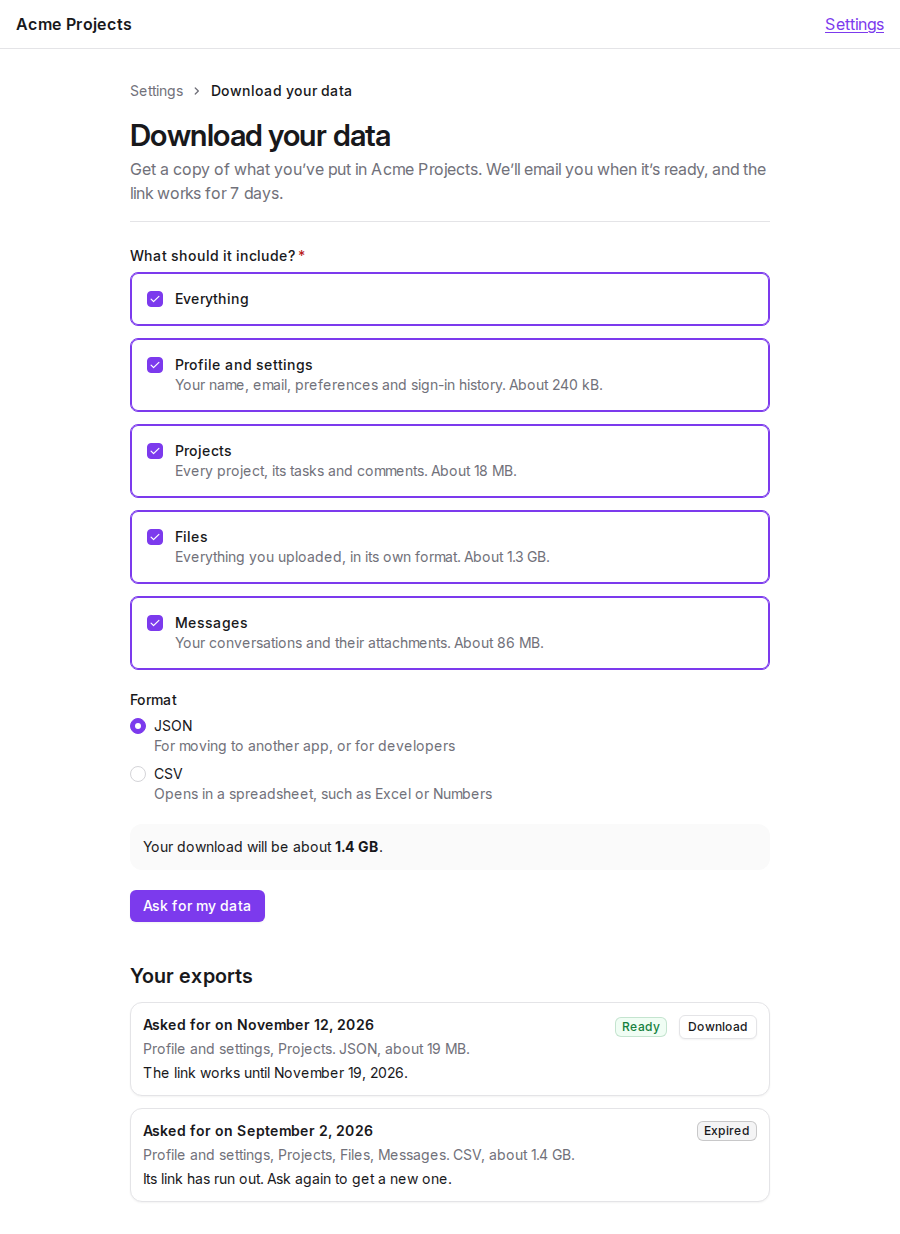 Acme Projects
Settings
Settings
Download your data
Download your data
Get a copy of what you’ve put in Acme Projects. We’ll email you when it’s ready, and the
link works for 7 days.
What should it include? *
Everything
Profile and settings
Your name, email, preferences and sign-in history. About 240 kB.
Projects
Every project, its tasks and comments. About 18 MB.
Files
Everything you uploaded, in its own format. About 1.3 GB.
Messages
Your conversations and their attachments. About 86 MB.
Format
JSON
For moving to another app, or for developers
CSV
Opens in a spreadsheet, such as Excel or Numbers
Your download will be about 1.4 GB.
Ask for my data
Your exports
Asked for on November 12, 2026
Ready
Download
Profile and settings, Projects. JSON, about 19 MB.
The link works until November 19, 2026.
Asked for on September 2, 2026
Expired
Profile and settings, Projects, Files, Messages. CSV, about 1.4 GB.
Its link has run out. Ask again to get a new one.